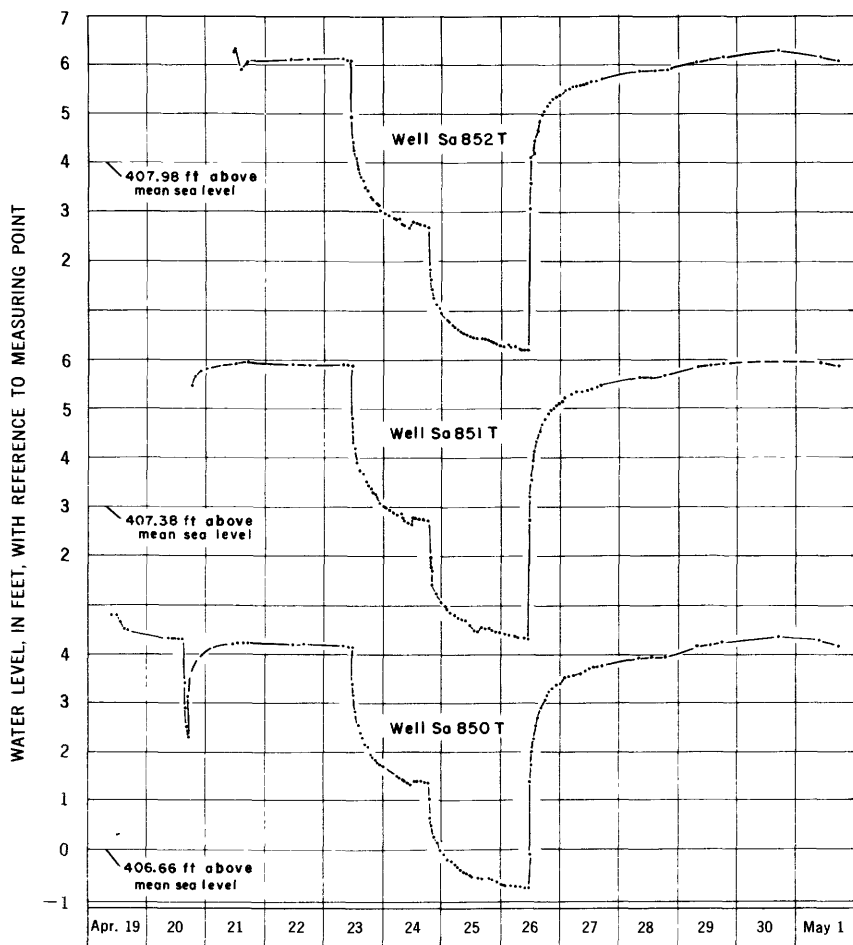 WATER LEVEL, IN FEET, WITH REFERENCE TO MEASURING POINT
7
6
5
4
3
2
6
5
4
3
2
4
3
2
1
0
−1
Well Sa 852 T
407.98 ft above
mean sea level
Well Sa 851 T
407.38 ft above
mean sea level
Well Sa 850 T
406.66 ft above
mean sea level
Apr. 19 20 21 22 23 24 25 26 27 28 29 30 May 1